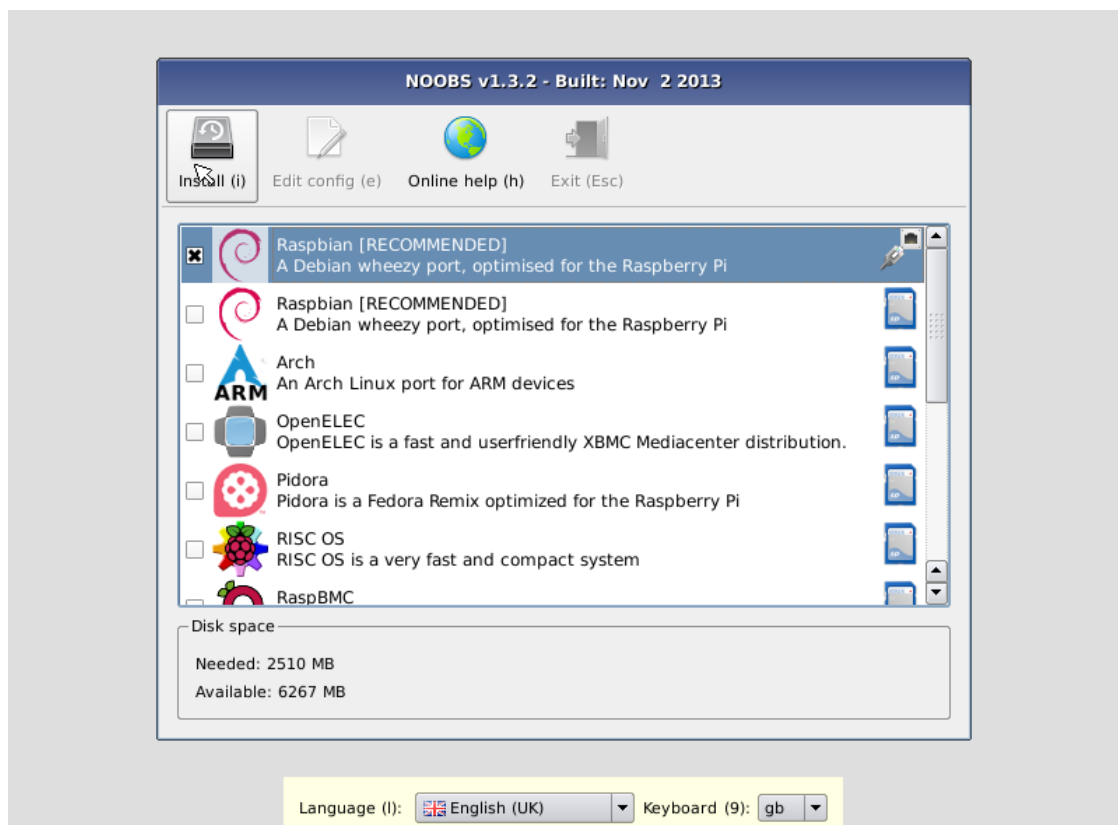 NOOBS v1.3.2 - Built: Nov  2 2013
Install (i)
Edit config (e)
Online help (h)
Exit (Esc)
Raspbian [RECOMMENDED]
A Debian wheezy port, optimised for the Raspberry Pi
Raspbian [RECOMMENDED]
A Debian wheezy port, optimised for the Raspberry Pi
ARM
Arch
An Arch Linux port for ARM devices
OpenELEC
OpenELEC is a fast and userfriendly XBMC Mediacenter distribution.
Pidora
Pidora is a Fedora Remix optimized for the Raspberry Pi
RISC OS
RISC OS is a very fast and compact system
RaspBMC
Disk space
Needed: 2510 MB
Available: 6267 MB
Language (l): English (UK) Keyboard (9): gb